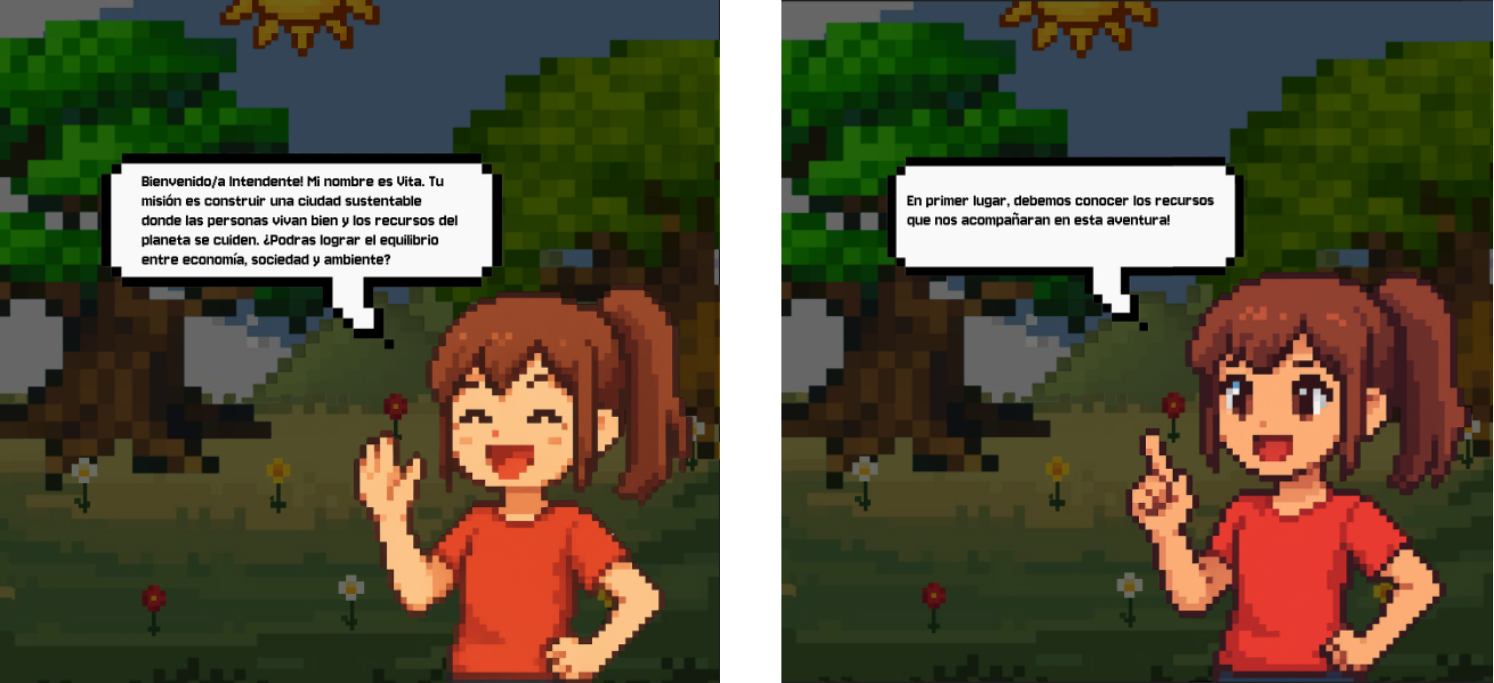 Bienvenido/a Intendente! Mi nombre es Vita. Tu
misión es construir una ciudad sustentable
donde las personas vivan bien y los recursos del
planeta se cuiden. ¿Podras lograr el equilibrio
entre economía, sociedad y ambiente?
En primer lugar, debemos conocer los recursos
que nos acompañaran en esta aventura!